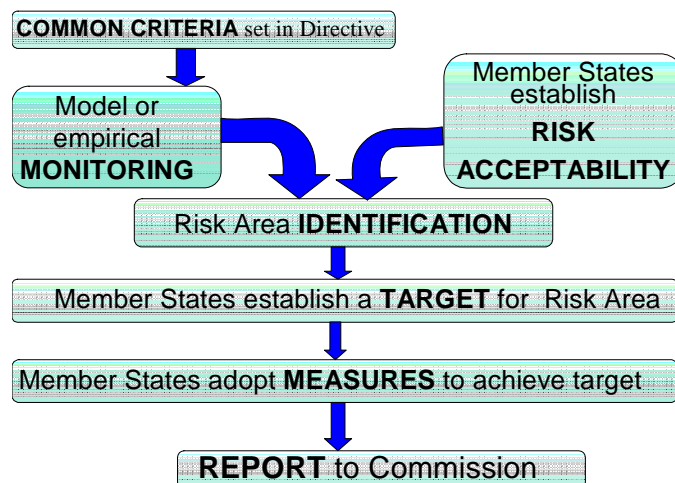 COMMON CRITERIA set in Directive
Model or
empirical
MONITORING
Member States
establish
RISK
ACCEPTABILITY
Risk Area IDENTIFICATION
Member States establish a TARGET for Risk Area
Member States adopt MEASURES to achieve target
REPORT to Commission